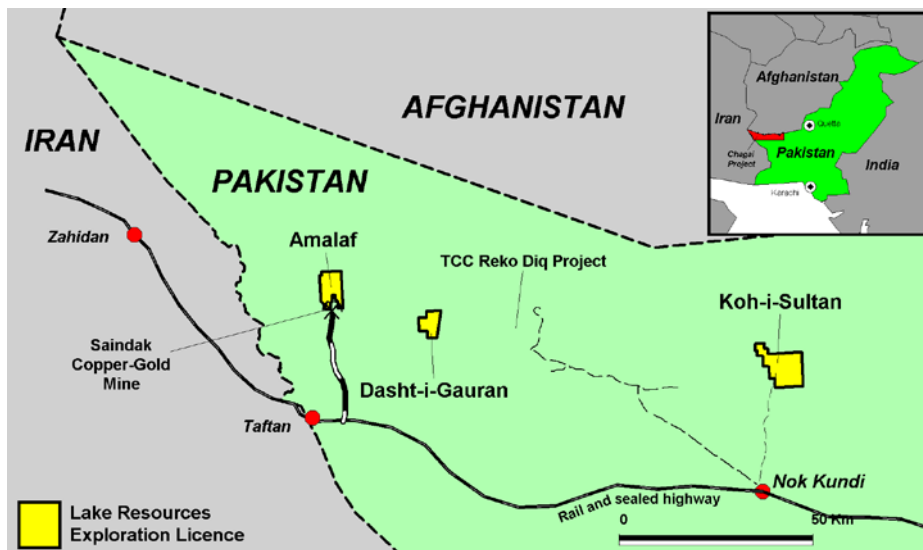 AFGHANISTAN
IRAN
PAKISTAN
Zahidan
Amalaf
TCC Reko Diq Project
Koh-i-Sultan
Saindak
Copper-Gold
Mine
Dasht-i-Gauran
Taftan
Nok Kundi
Rail and sealed highway
0
50 Km
Lake Resources
Exploration Licence
Afghanistan
Iran
Quetta
Chagai
Project
Pakistan
India
Karachi